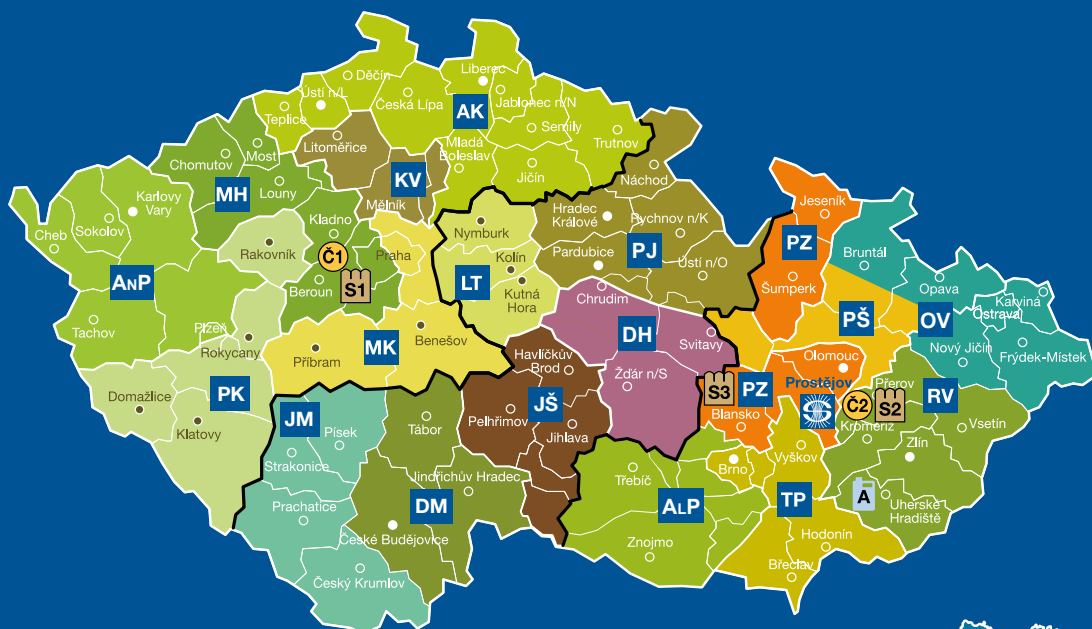 Děčín
Liberec
Ústí n/L
Česká Lípa
AK
Jablonec n/N
Teplice
Semily
Litoměřice
Mladá
Boleslav
Trutnov
Most
Chomutov
KV
Jičín
MH
Louny
Náchod
Karlovy
Vary
Mělník
Jeseník
Kladno
Hradec
Králové
Rychnov n/K
Sokolov
Cheb
Nymburk
PZ
Rakovník
Č1
Praha
Kolín
Pardubice
PJ
Bruntál
AnP
LT
Ústí n/O
Beroun
S1
Kutná
Hora
Chrudim
Šumperk
Opava
Karviná
Ostrava
Tachov
Plzeň
PŠ
OV
Rokycany
MK
Benešov
DH
Svitavy
Nový Jičín
Příbram
Havlíčkův
Brod
Olomouc
Frýdek-Místek
Žďár n/S
Prostějov
Přerov
Domažlice
PK
S3
PZ
Č2
S2
RV
JM
JŠ
Pelhřimov
Blansko
Kroměříž
Klatovy
Písek
Tábor
Jihlava
Vsetín
Zlín
Strakonice
Vyškov
Brno
Jindřichův Hradec
Třebíč
Prachatice
DM
ALP
TP
A
Uherské
Hradiště
České Budějovice
Znojmo
Hodonín
Břeclav
Český Krumlov